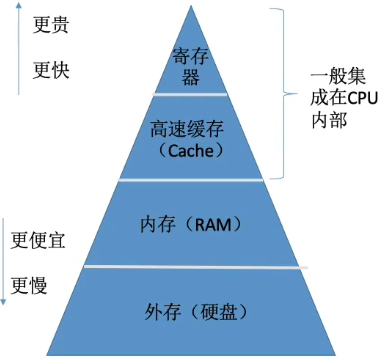 更贵
更快
寄存
器
一般集
成在CPU
内部
高速缓存
（Cache）
内存（RAM）
更便宜
更慢
外存（硬盘）